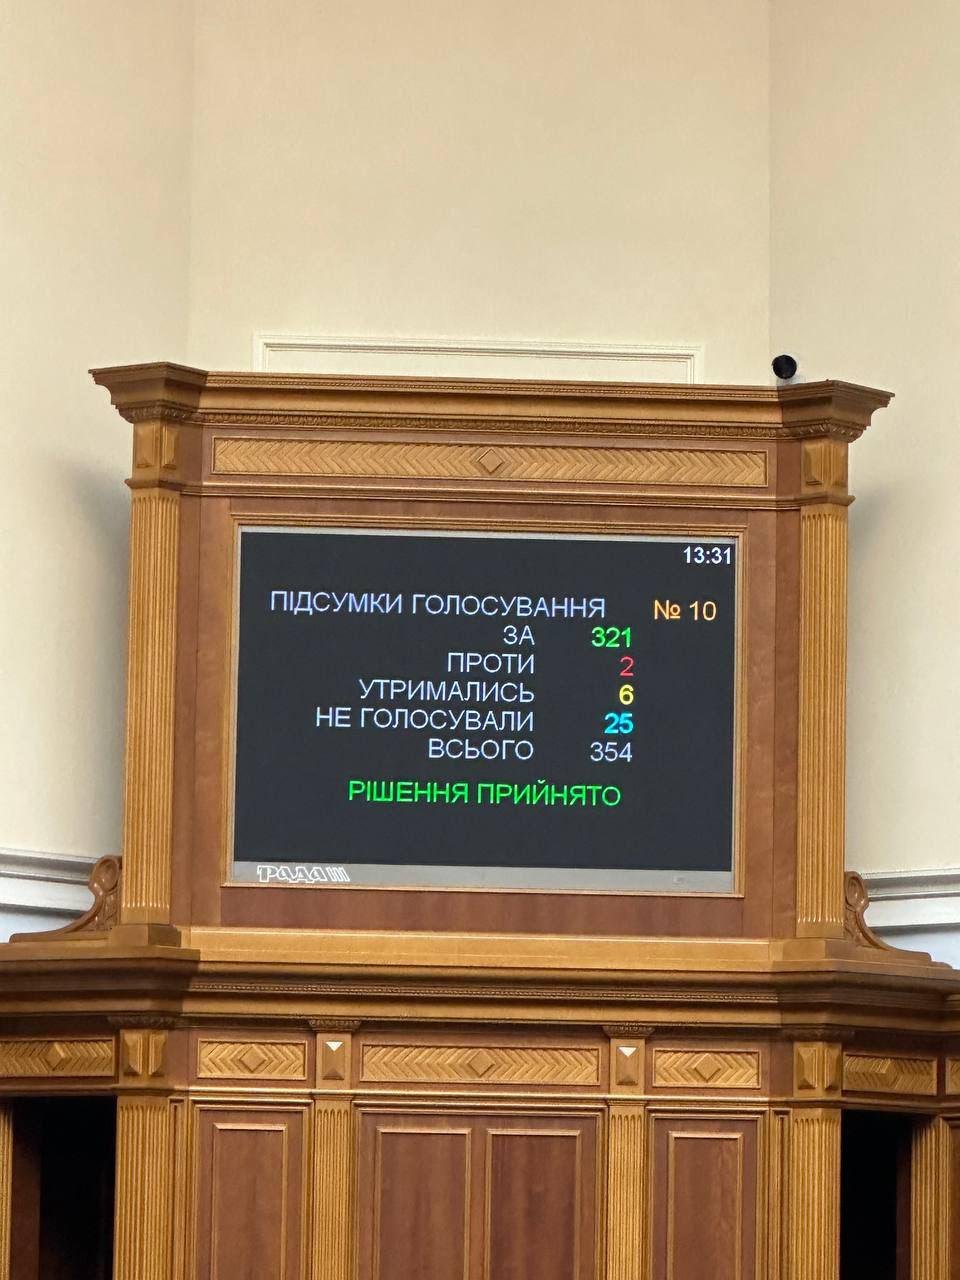 13:31
ПІДСУМКИ ГОЛОСУВАННЯ № 10
ЗА 321
ПРОТИ 2
УТРИМАЛИСЬ 6
НЕ ГОЛОСУВАЛИ 25
ВСЬОГО 354
РІШЕННЯ ПРИЙНЯТО
РАДА III